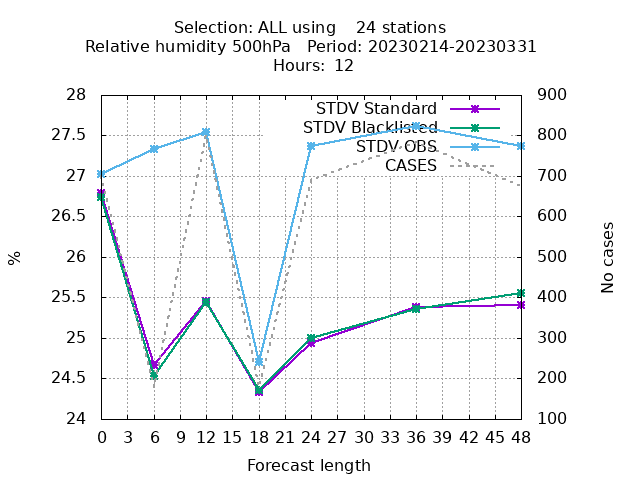 Selection: ALL using    24 stations
Relative humidity 500hPa   Period: 20230214-20230331
Hours:  12
28 900
STDV Standard
STDV Blacklisted
27.5 800
STDV OBS
CASES
27 700
26.5 600
% 26 500 No cases
25.5 400
25 300
24.5 200
24 100
0 3 6 9 12 15 18 21 24 27 30 33 36 39 42 45 48
Forecast length